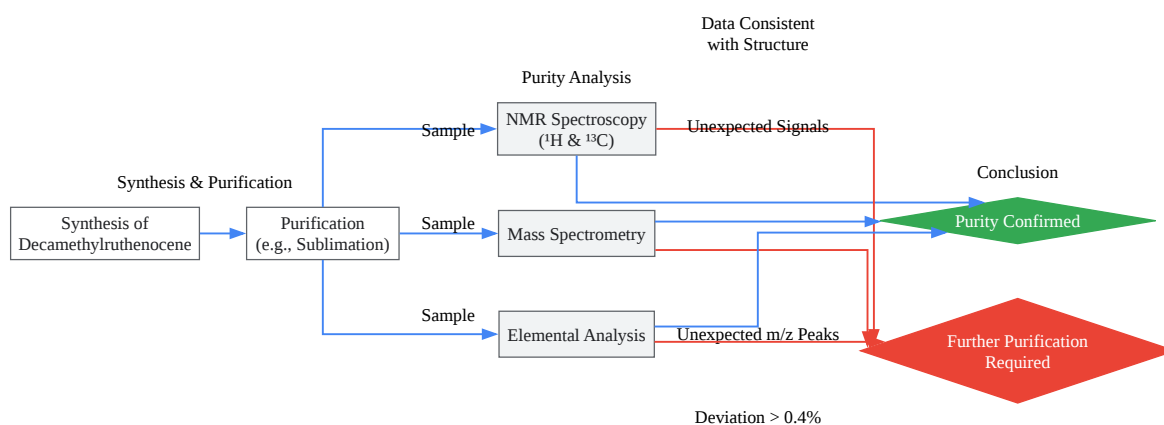 Data Consistent
with Structure
Purity Analysis
NMR Spectroscopy
(¹H & ¹³C)
Sample
Unexpected Signals
Conclusion
Synthesis & Purification
Synthesis of
Decamethylruthenocene
Purification
(e.g., Sublimation)
Sample
Mass Spectrometry
Purity Confirmed
Sample
Elemental Analysis
Unexpected m/z Peaks
Further Purification
Required
Deviation > 0.4%